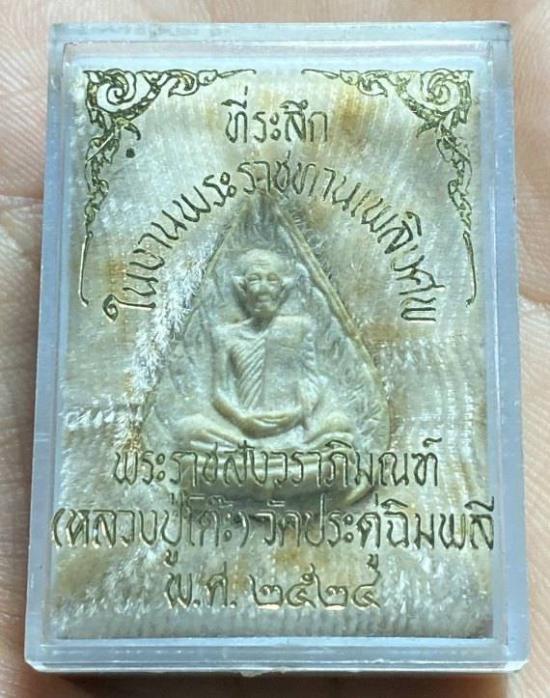 ที่ระลึก
ในงานพระราชทานเพลิงศพ
พระราชสังวราภิมณฑ์
(หลวงปู่โต๊ะ) วัดประดู่ฉิมพลี
พ.ศ. ๒๕๒๔